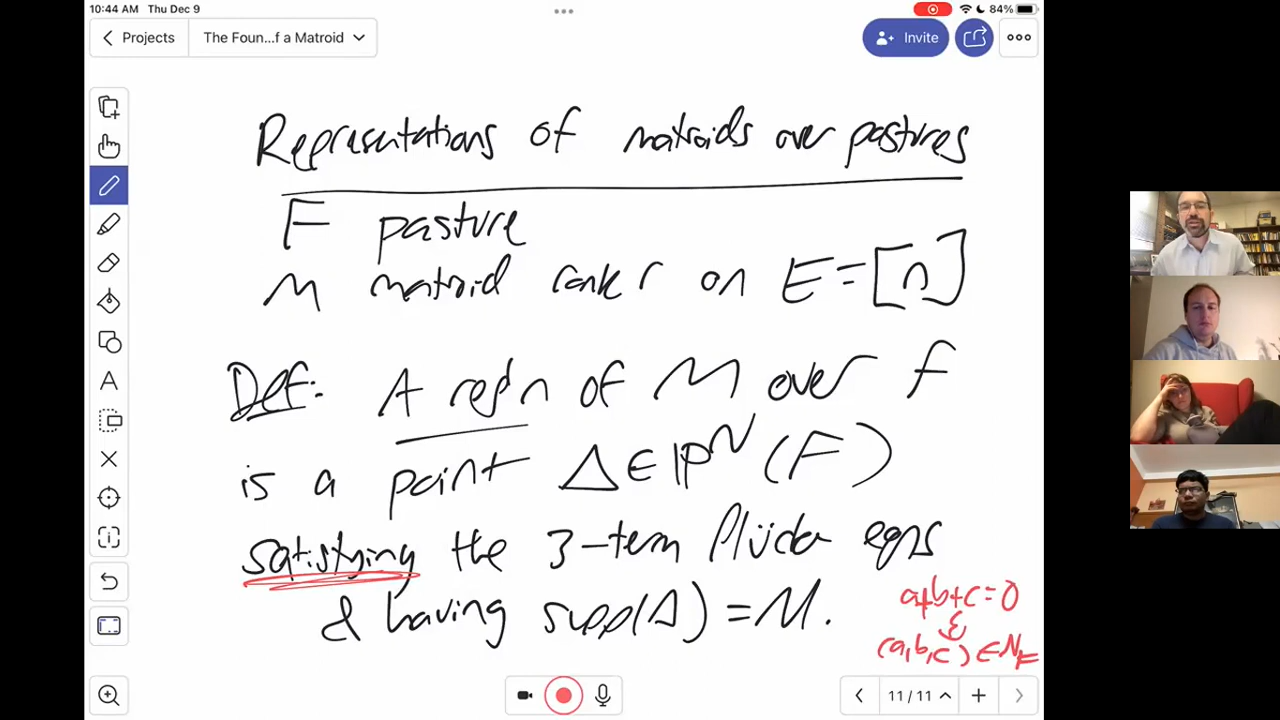 10:44 AM Thu Dec 9
84%
Projects
The Foun...f a Matroid
Invite
Representations of matroids over pastures
F pasture
M matroid rank r on E = [n]
Def: A rep'n of M over F
is a point Δ ∈ ℙᴺ (F)
satisfying the 3-term Plücker eqns
& having supp(Δ) = M.
a+b+c=0
(a,b,c) ∈ N_F
A
11/11